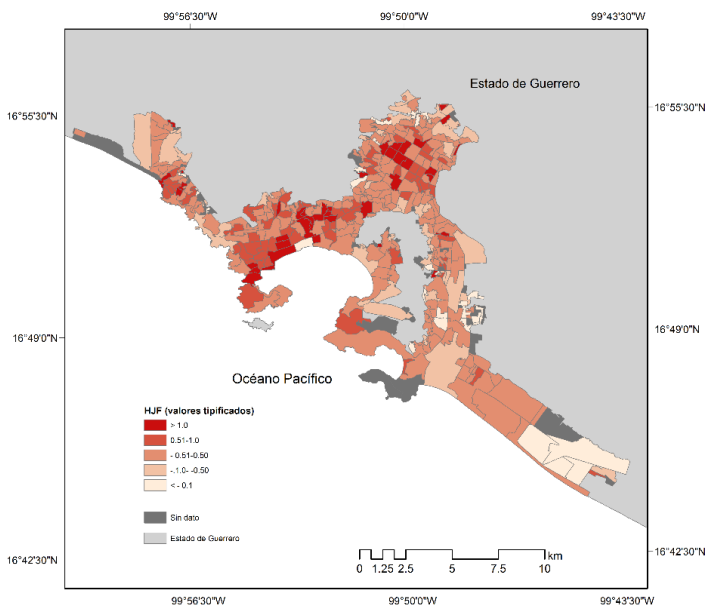 99°56'30"W
99°50'0"W
99°43'30"W
Estado de Guerrero
16°55'30"N
16°55'30"N
16°49'0"N
16°49'0"N
Océano Pacífico
HJF (valores tipificados)
> 1.0
0.51-1.0
- 0.51-0.50
-.1.0- -0.50
< - 0.1
Sin dato
Estado de Guerrero
km
0 1.25 2.5 5 7.5 10
16°42'30"N
16°42'30"N
99°56'30"W
99°50'0"W
99°43'30"W